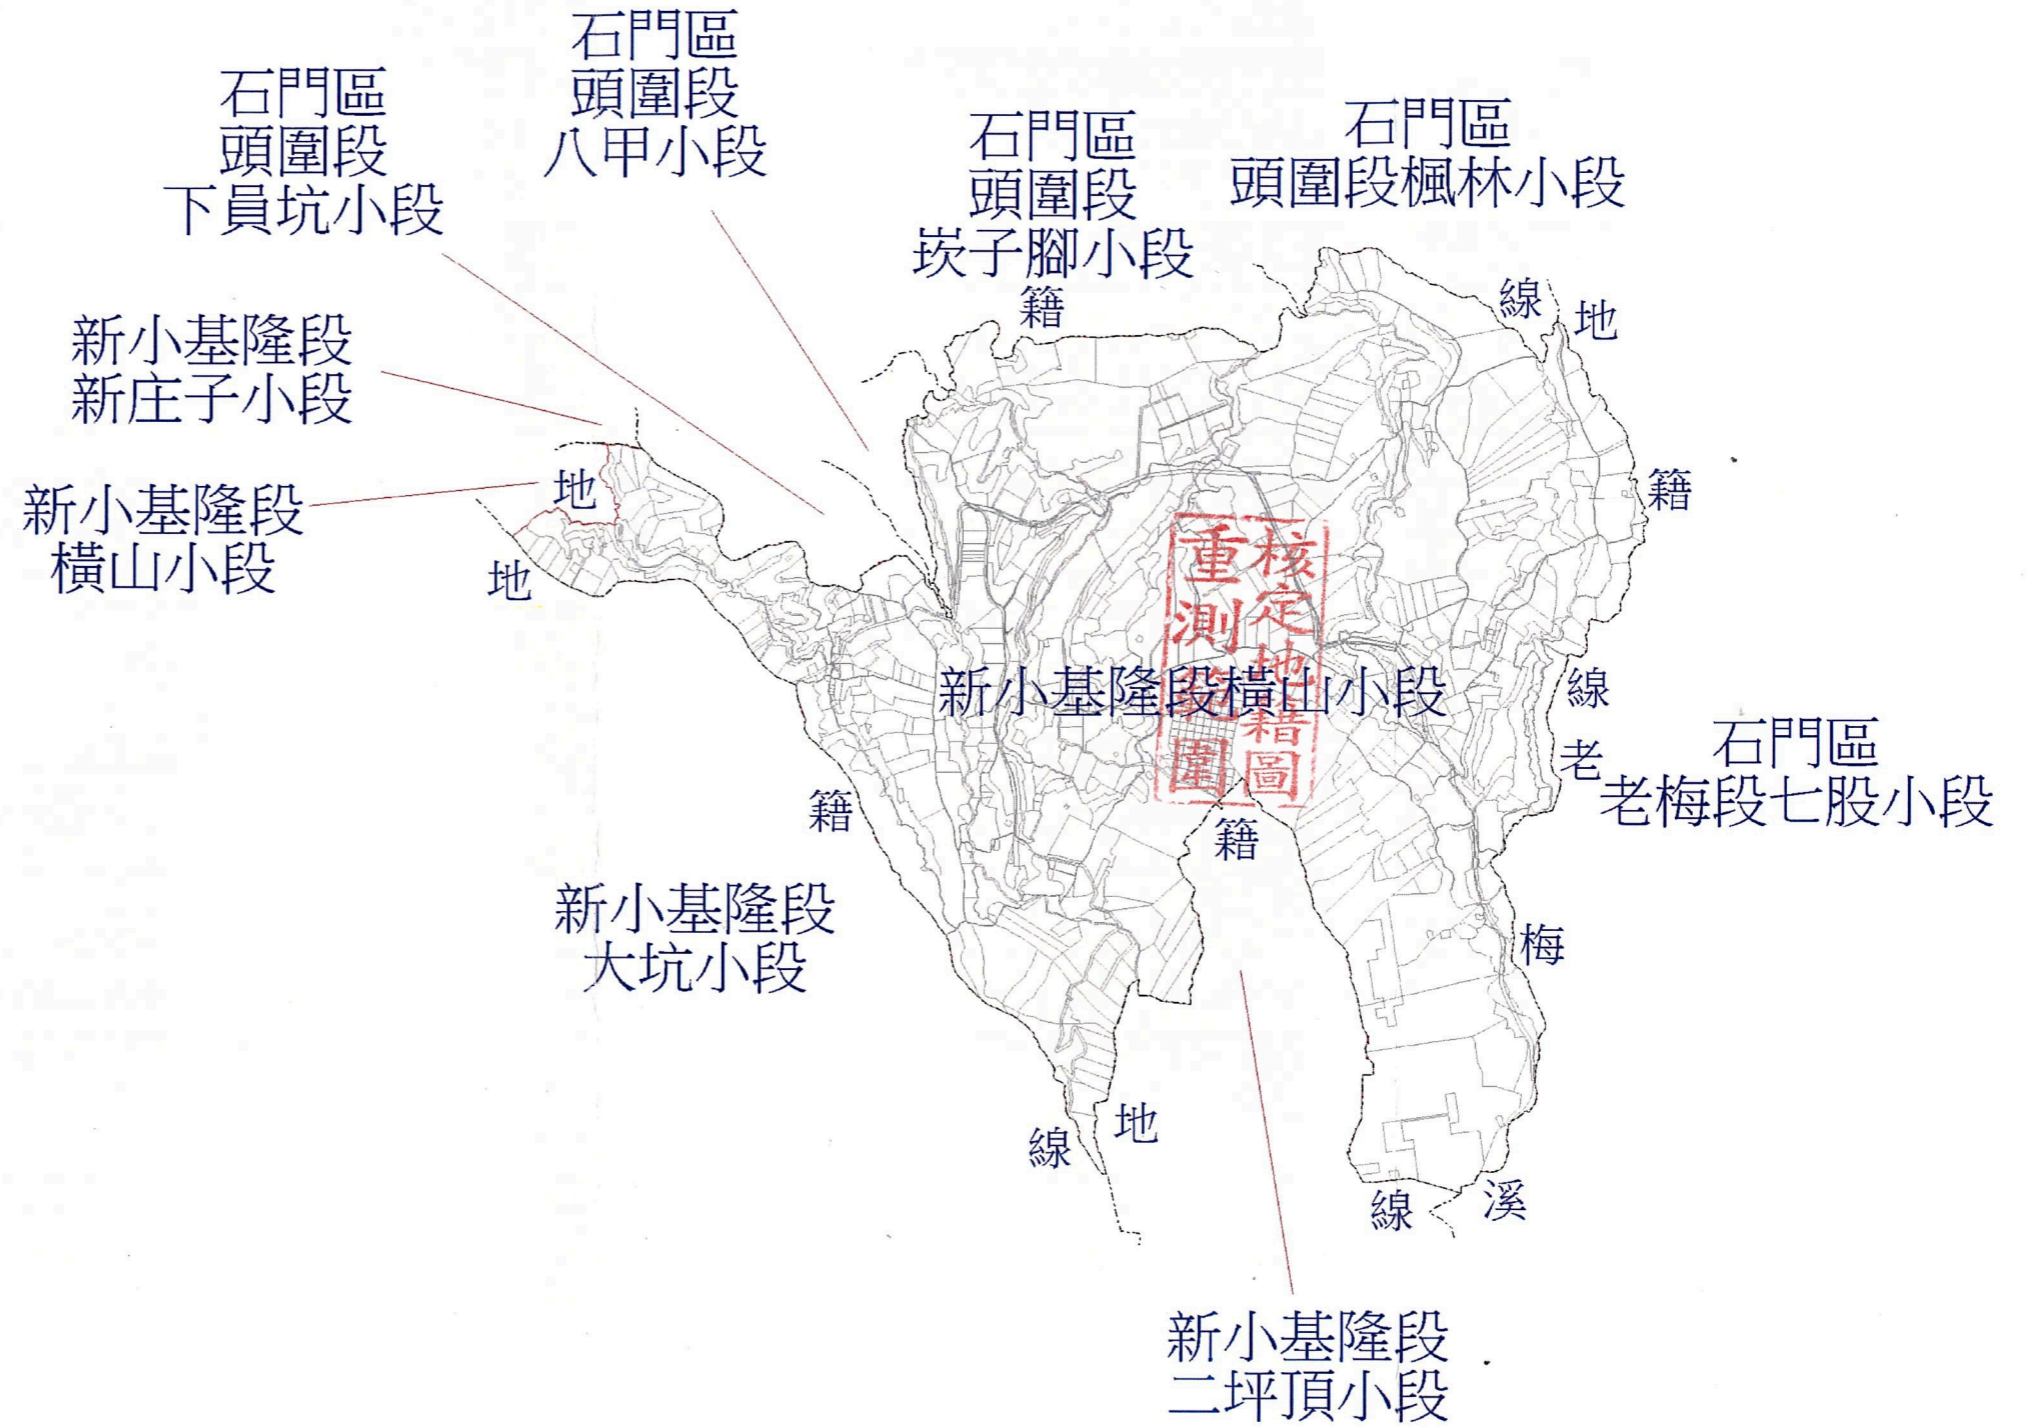 石門區
頭圍段
下員坑小段
石門區
頭圍段
八甲小段
石門區
頭圍段
崁子腳小段
石門區
頭圍段楓林小段
籍
線
地
新小基隆段
新庄子小段
地
新小基隆段
橫山小段
地
籍
核定地籍圖
重測範圍
新小基隆段橫山小段
線
老
石門區
老梅段七股小段
籍
籍
新小基隆段
大坑小段
梅
地
線
線
溪
新小基隆段
二坪頂小段